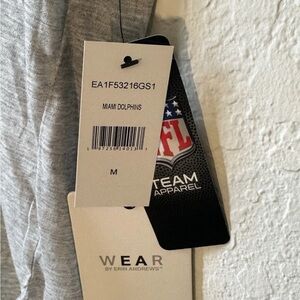 EA1F53216GS1
MIAMI DOLPHINS
M
NFL
TEAM
APPAREL
WEAR
BY ERIN ANDREWS